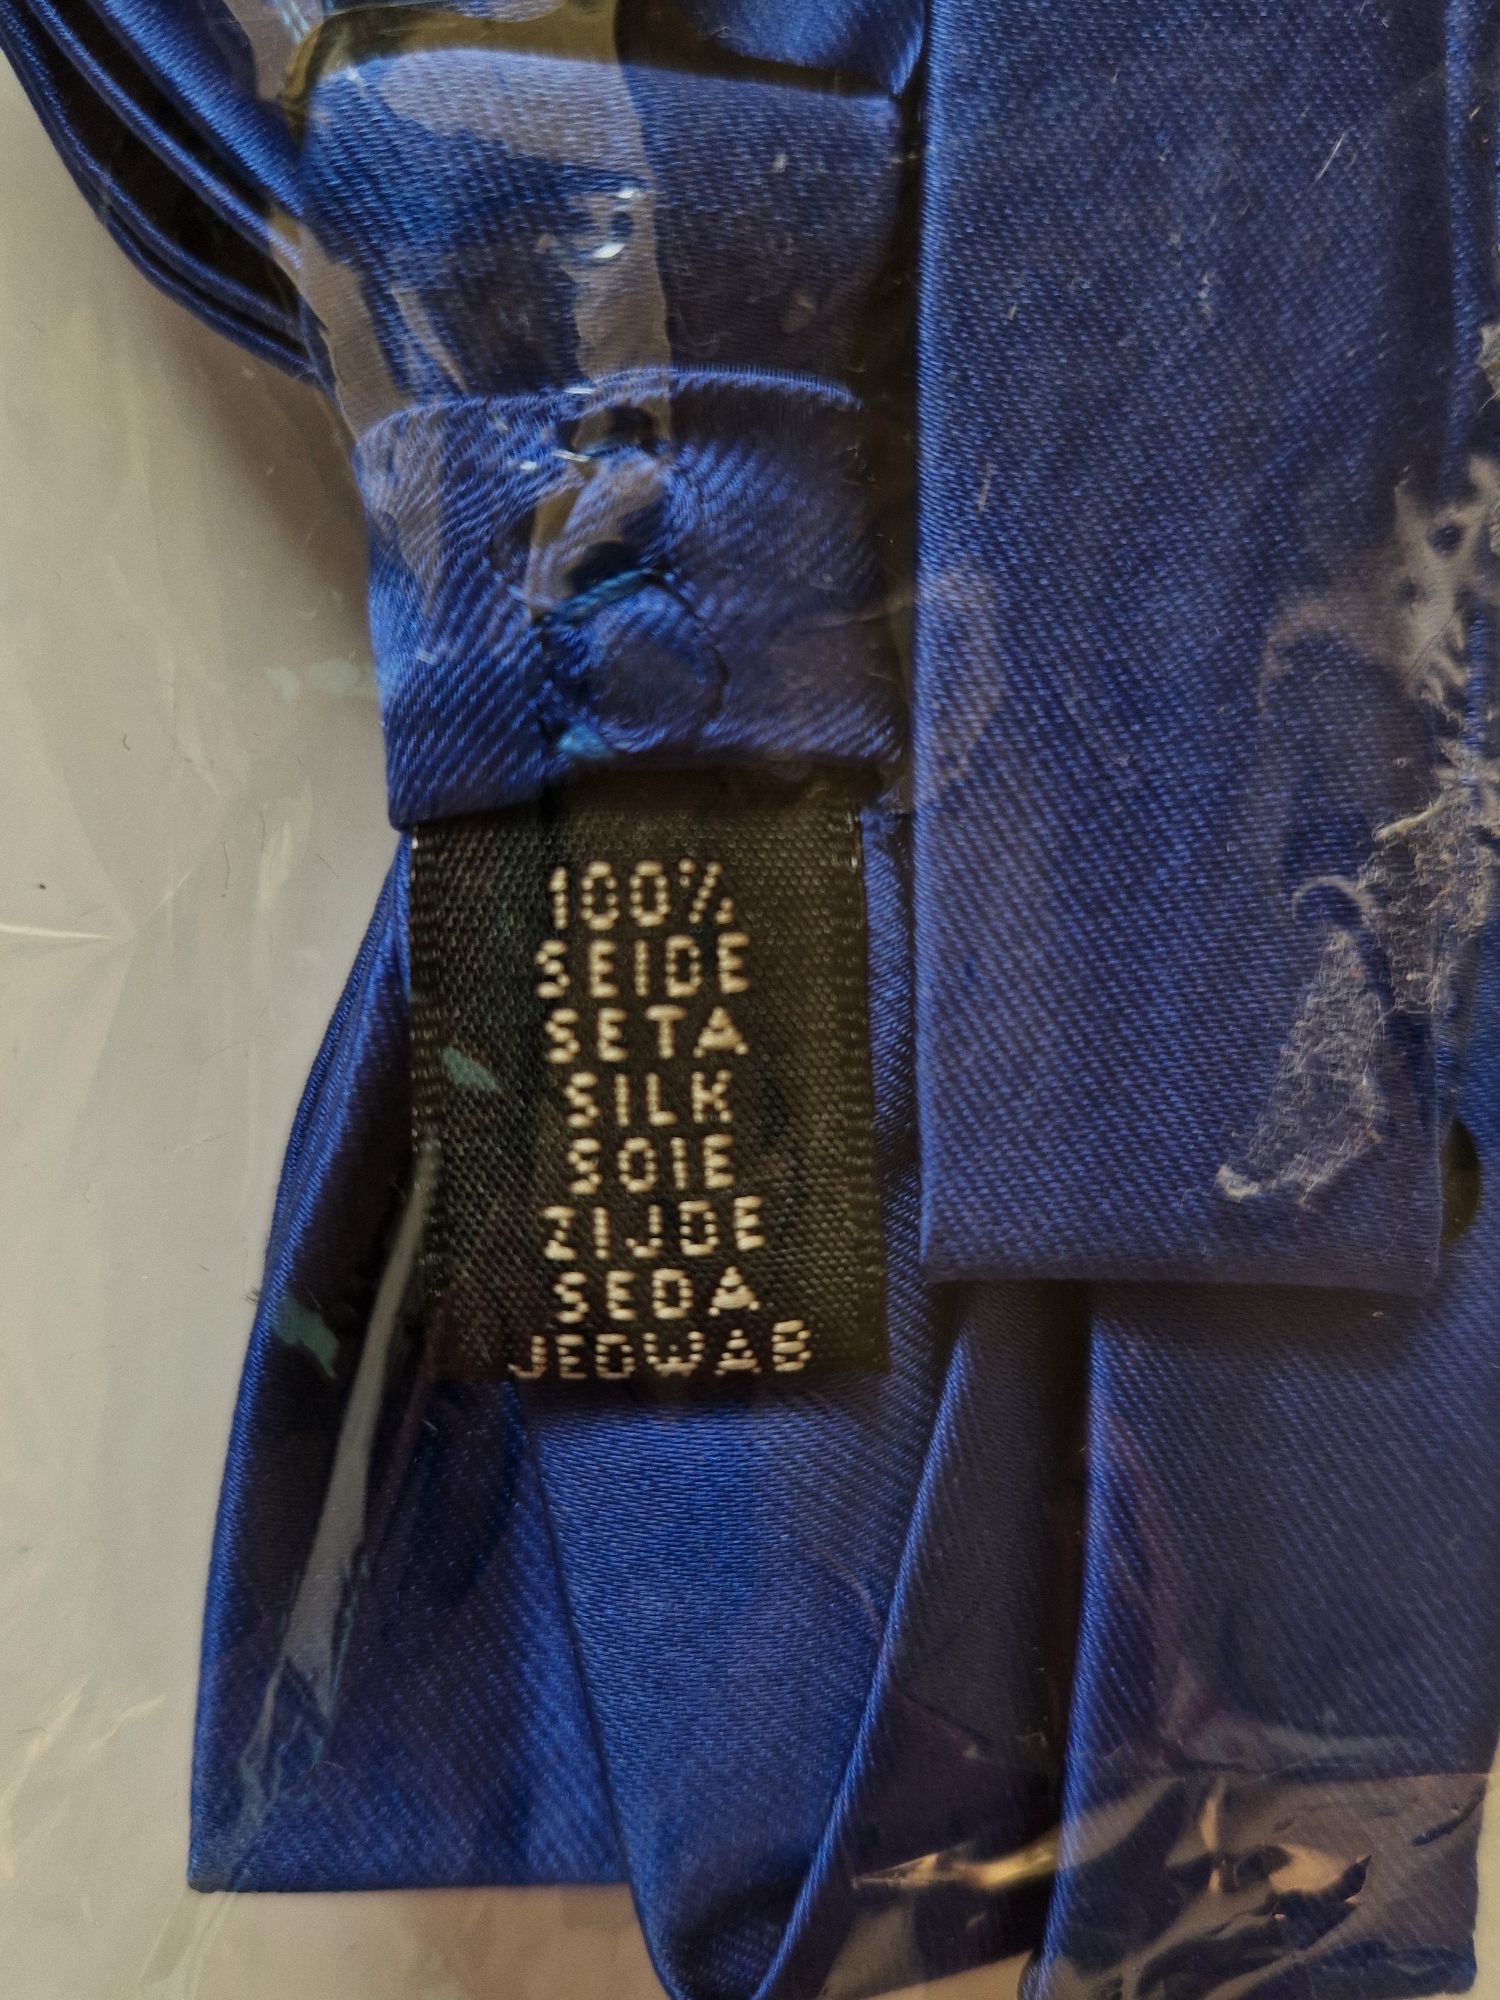 100%
SEIDE
SETA
SILK
SOIE
ZIJDE
SEDA
JEDWAB